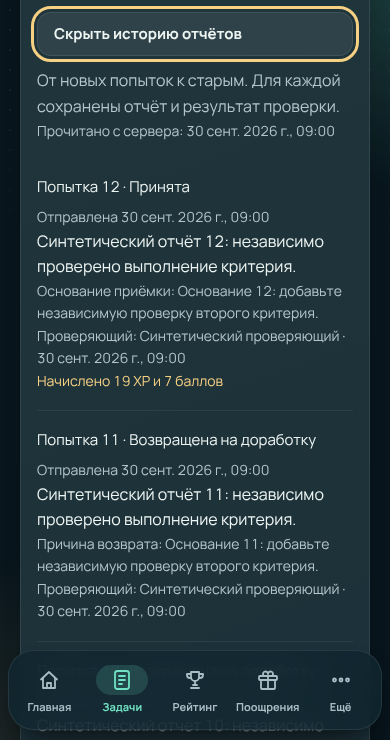 Скрыть историю отчётов
От новых попыток к старым. Для каждой
сохранены отчёт и результат проверки.
Прочитано с сервера: 30 сент. 2026 г., 09:00
Попытка 12 · Принята
Отправлена 30 сент. 2026 г., 09:00
Синтетический отчёт 12: независимо
проверено выполнение критерия.
Основание приёмки: Основание 12: добавьте
независимую проверку второго критерия.
Проверяющий: Синтетический проверяющий ·
30 сент. 2026 г., 09:00
Начислено 19 XP и 7 баллов
Попытка 11 · Возвращена на доработку
Отправлена 30 сент. 2026 г., 09:00
Синтетический отчёт 11: независимо
проверено выполнение критерия.
Причина возврата: Основание 11: добавьте
независимую проверку второго критерия.
Проверяющий: Синтетический проверяющий ·
30 сент. 2026 г., 09:00
Главная Задачи Рейтинг Поощрения Ещё
Синтетический отчёт 10: независимо